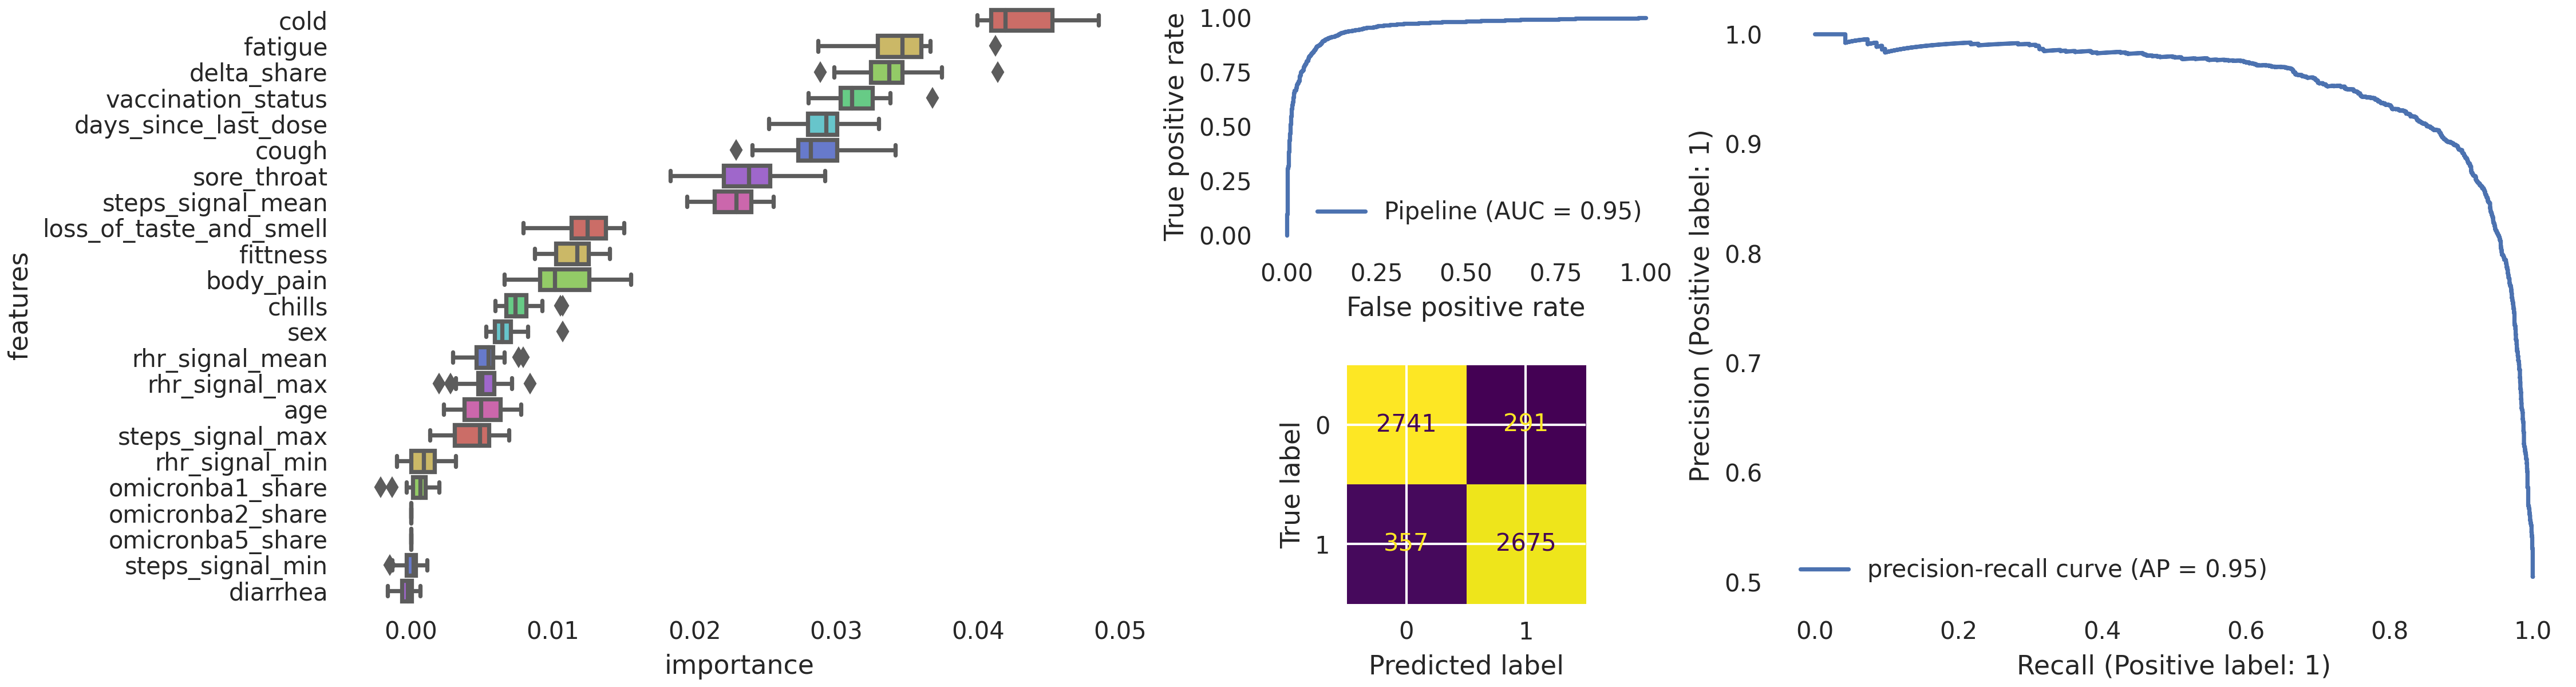 features
cold
fatigue
delta_share
vaccination_status
days_since_last_dose
cough
sore_throat
steps_signal_mean
loss_of_taste_and_smell
fittness
body_pain
chills
sex
rhr_signal_mean
rhr_signal_max
age
steps_signal_max
rhr_signal_min
omicronba1_share
omicronba2_share
omicronba5_share
steps_signal_min
diarrhea
0.00 0.01 0.02 0.03 0.04 0.05
importance
True positive rate
1.00
0.75
0.50
0.25
0.00
Pipeline (AUC = 0.95)
0.00 0.25 0.50 0.75 1.00
False positive rate
True label
0
1
2741 291
357 2675
0 1
Predicted label
Precision (Positive label: 1)
1.0
0.9
0.8
0.7
0.6
0.5
precision-recall curve (AP = 0.95)
0.0 0.2 0.4 0.6 0.8 1.0
Recall (Positive label: 1)